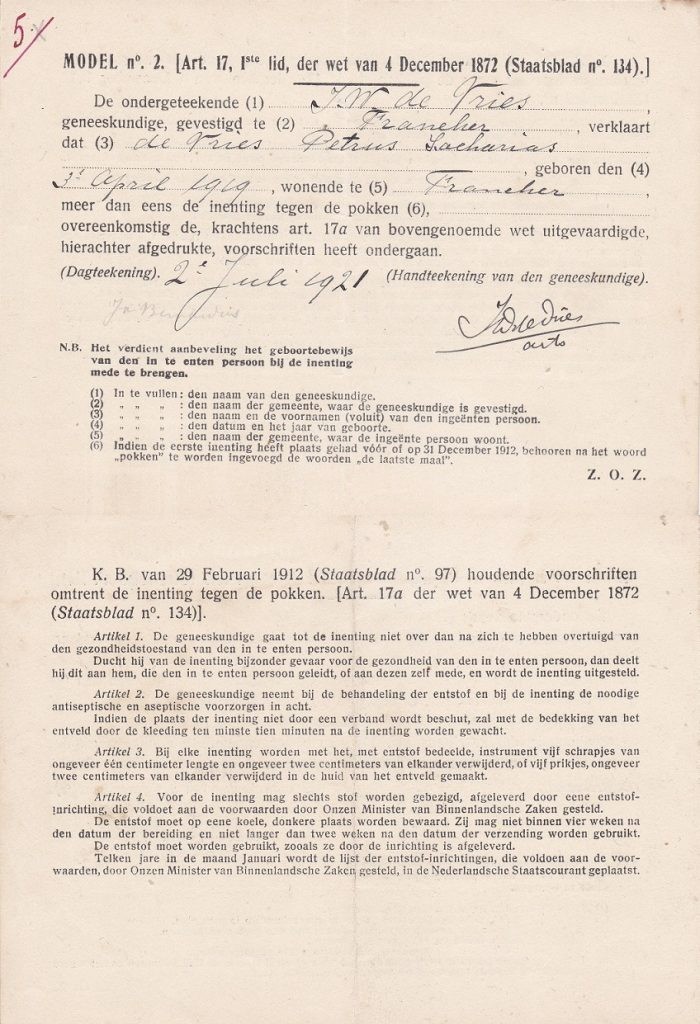 5/
MODEL nº. 2. [Art. 17, 1ste lid, der wet van 4 December 1872 (Staatsblad nº. 134).]
De ondergeteekende (1) J.W. de Vries,
geneeskundige, gevestigd te (2) Franeker, verklaart
dat (3) de Vries Petrus Zacharias
, geboren den (4)
3e April 1919, wonende te (5) Franeker,
meer dan eens de inenting tegen de pokken (6),
overeenkomstig de, krachtens art. 17a van bovengenoemde wet uitgevaardigde,
hierachter afgedrukte, voorschriften heeft ondergaan.
(Dagteekening). 2e Juli 1921 (Handteekening van den geneeskundige).
JWdeVries
arts
N.B. Het verdient aanbeveling het geboortebewijs
van den in te enten persoon bij de inenting
mede te brengen.
(1) In te vullen: den naam van den geneeskundige.
(2) „ „ „ : den naam der gemeente, waar de geneeskundige is gevestigd.
(3) „ „ „ : den naam en de voornamen (voluit) van den ingeënten persoon.
(4) „ „ „ : den datum en het jaar van geboorte.
(5) „ „ „ : den naam der gemeente, waar de ingeënte persoon woont.
(6) Indien de eerste inenting heeft plaats gehad vóór of op 31 December 1912, behooren na het woord
„pokken" te worden ingevoegd de woorden „de laatste maal".
Z. O. Z.
K. B. van 29 Februari 1912 (Staatsblad nº. 97) houdende voorschriften
omtrent de inenting tegen de pokken. [Art. 17a der wet van 4 December 1872
(Staatsblad nº. 134)].
Artikel 1. De geneeskundige gaat tot de inenting niet over dan na zich te hebben overtuigd van
den gezondheidstoestand van den in te enten persoon.
Ducht hij van de inenting bijzonder gevaar voor de gezondheid van den in te enten persoon, dan deelt
hij dit aan hem, die den in te enten persoon geleidt, of aan dezen zelf mede, en wordt de inenting uitgesteld.
Artikel 2. De geneeskundige neemt bij de behandeling der entstof en bij de inenting de noodige
antiseptische en aseptische voorzorgen in acht.
Indien de plaats der inenting niet door een verband wordt beschut, zal met de bedekking van het
entveld door de kleeding ten minste tien minuten na de inenting worden gewacht.
Artikel 3. Bij elke inenting worden met het, met entstof bedeelde, instrument vijf schrapjes van
ongeveer één centimeter lengte en ongeveer twee centimeters van elkander verwijderd, of vijf prikjes, ongeveer
twee centimeters van elkander verwijderd in de huid van het entveld gemaakt.
Artikel 4. Voor de inenting mag slechts stof worden gebezigd, afgeleverd door eene entstof-
inrichting, die voldoet aan de voorwaarden door Onzen Minister van Binnenlandsche Zaken gesteld.
De entstof moet op eene koele, donkere plaats worden bewaard. Zij mag niet binnen vier weken na
den datum der bereiding en niet langer dan twee weken na den datum der verzending worden gebruikt.
De entstof moet worden gebruikt, zooals ze door de inrichting is afgeleverd.
Telken jare in de maand Januari wordt de lijst der entstof-inrichtingen, die voldoen aan de voor-
waarden, door Onzen Minister van Binnenlandsche Zaken gesteld, in de Nederlandsche Staatscourant geplaatst.